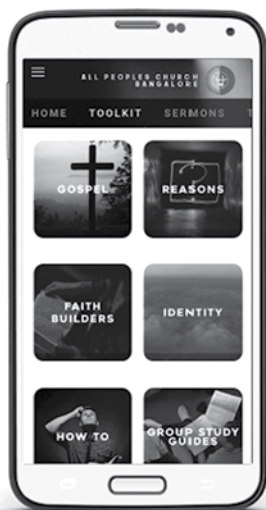 ALL PEOPLES CHURCH
BANGALORE
HOME TOOLKIT SERMONS T
GOSPEL
REASONS
FAITH
BUILDERS
IDENTITY
HOW TO
GROUP STUDY
GUIDES